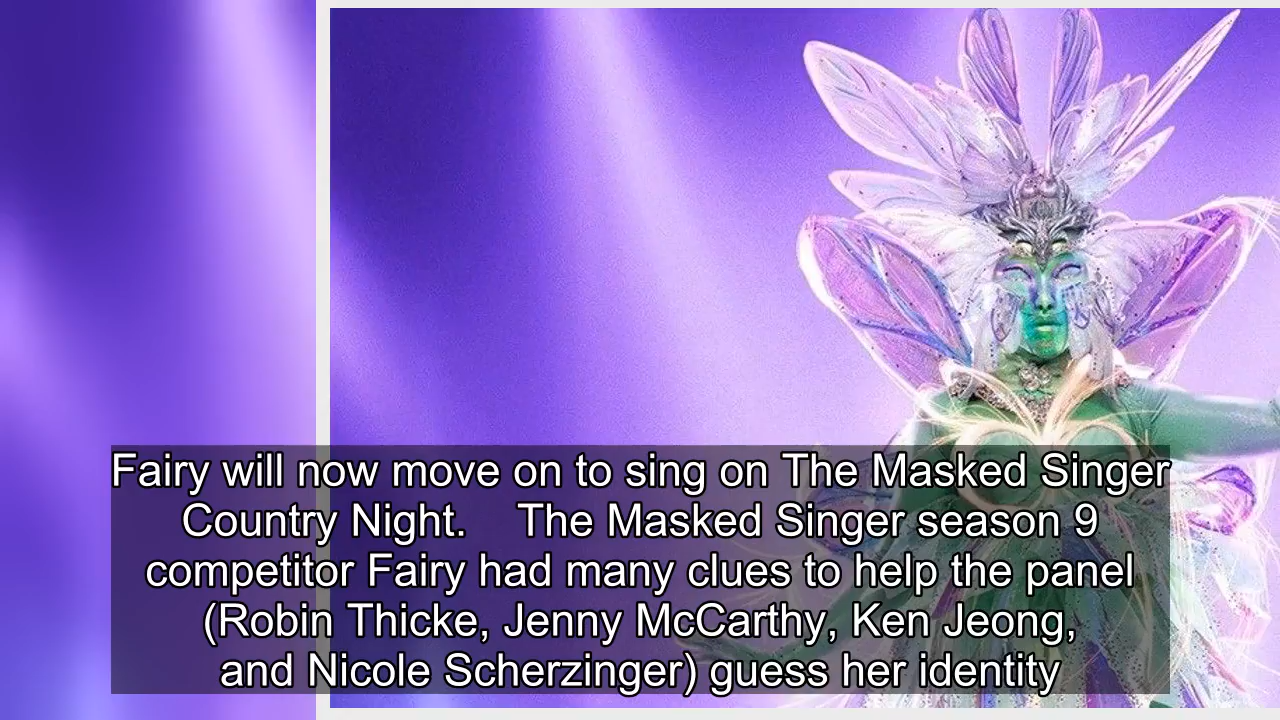 Fairy will now move on to sing on The Masked Singer
Country Night. The Masked Singer season 9
competitor Fairy had many clues to help the panel
(Robin Thicke, Jenny McCarthy, Ken Jeong,
and Nicole Scherzinger) guess her identity